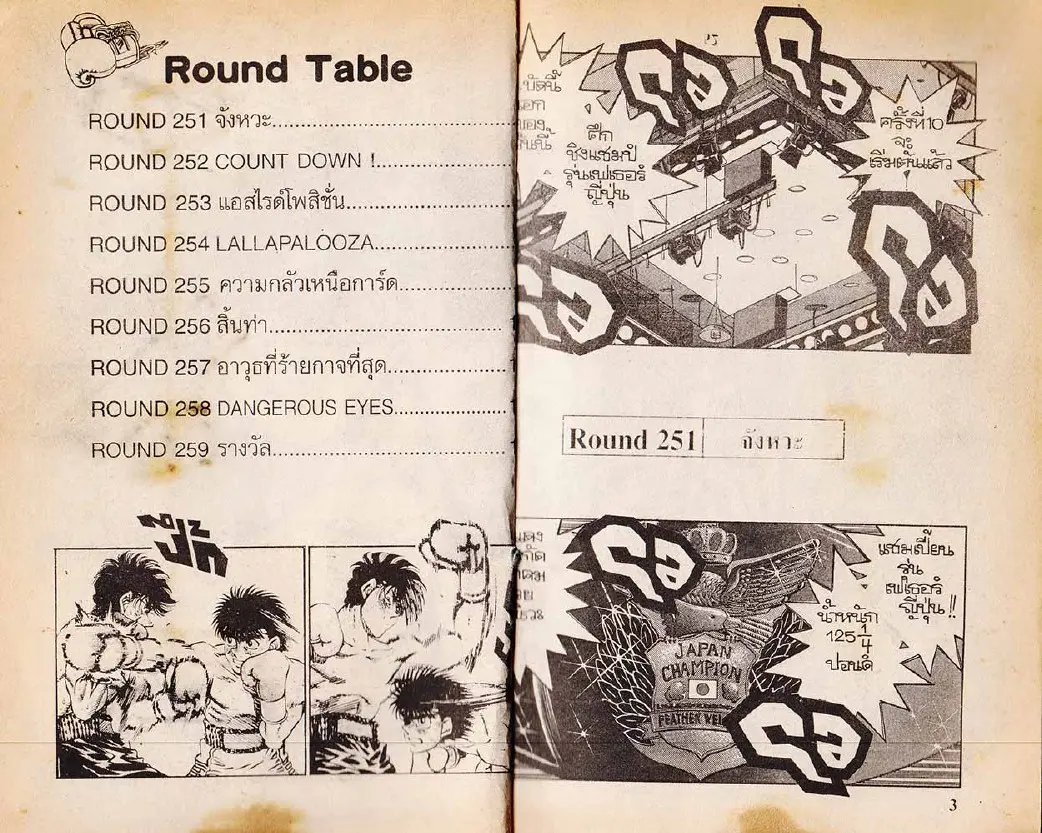 Round Table
ROUND 251 จังหวะ
ROUND 252 COUNT DOWN !
ROUND 253 แอสไรด์โพสิชั่น
ROUND 254 LALLAPALOOZA
ROUND 255 ความกลัวเหนือการ์ด
ROUND 256 สิ้นท่า
ROUND 257 อาวุธที่ร้ายกาจที่สุด
ROUND 258 DANGEROUS EYES
ROUND 259 รางวัล
ศึก
ชิงแชมป์
รุ่นเฟเธอร์
ญี่ปุ่น
ครั้งที่10
จะ
เริ่มต้นแล้ว
Round 251 จังหวะ
แชมเปี้ยน
รุ่น
เฟเธอร์
ญี่ปุ่น!!
น้ำหนัก
125 1/4
ปอนด์
JAPAN
CHAMPION
FEATHER
3